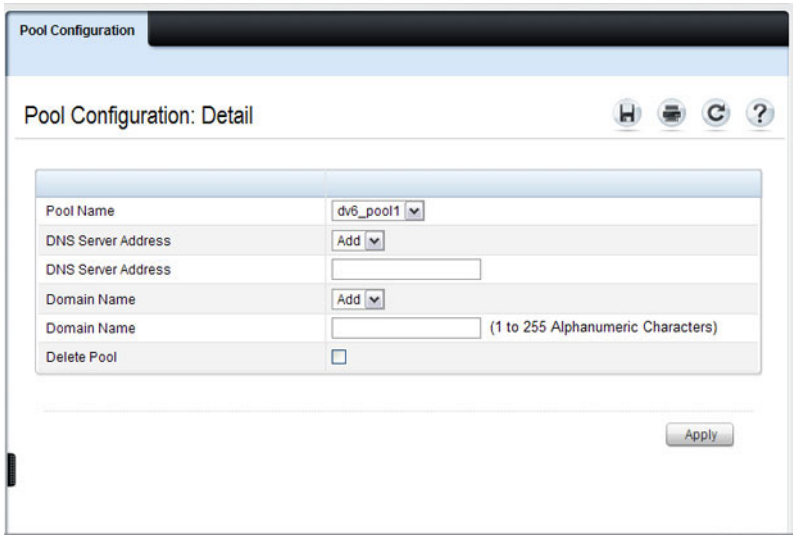 Pool Configuration
Pool Configuration: Detail
Pool Name dv6_pool1
DNS Server Address Add
DNS Server Address
Domain Name Add
Domain Name (1 to 255 Alphanumeric Characters)
Delete Pool
Apply